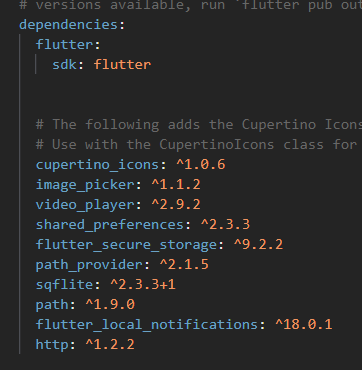 # versions available, run `flutter pub out
dependencies:
  flutter:
    sdk: flutter
  # The following adds the Cupertino Icons
  # Use with the CupertinoIcons class for
  cupertino_icons: ^1.0.6
  image_picker: ^1.1.2
  video_player: ^2.9.2
  shared_preferences: ^2.3.3
  flutter_secure_storage: ^9.2.2
  path_provider: ^2.1.5
  sqflite: ^2.3.3+1
  path: ^1.9.0
  flutter_local_notifications: ^18.0.1
  http: ^1.2.2